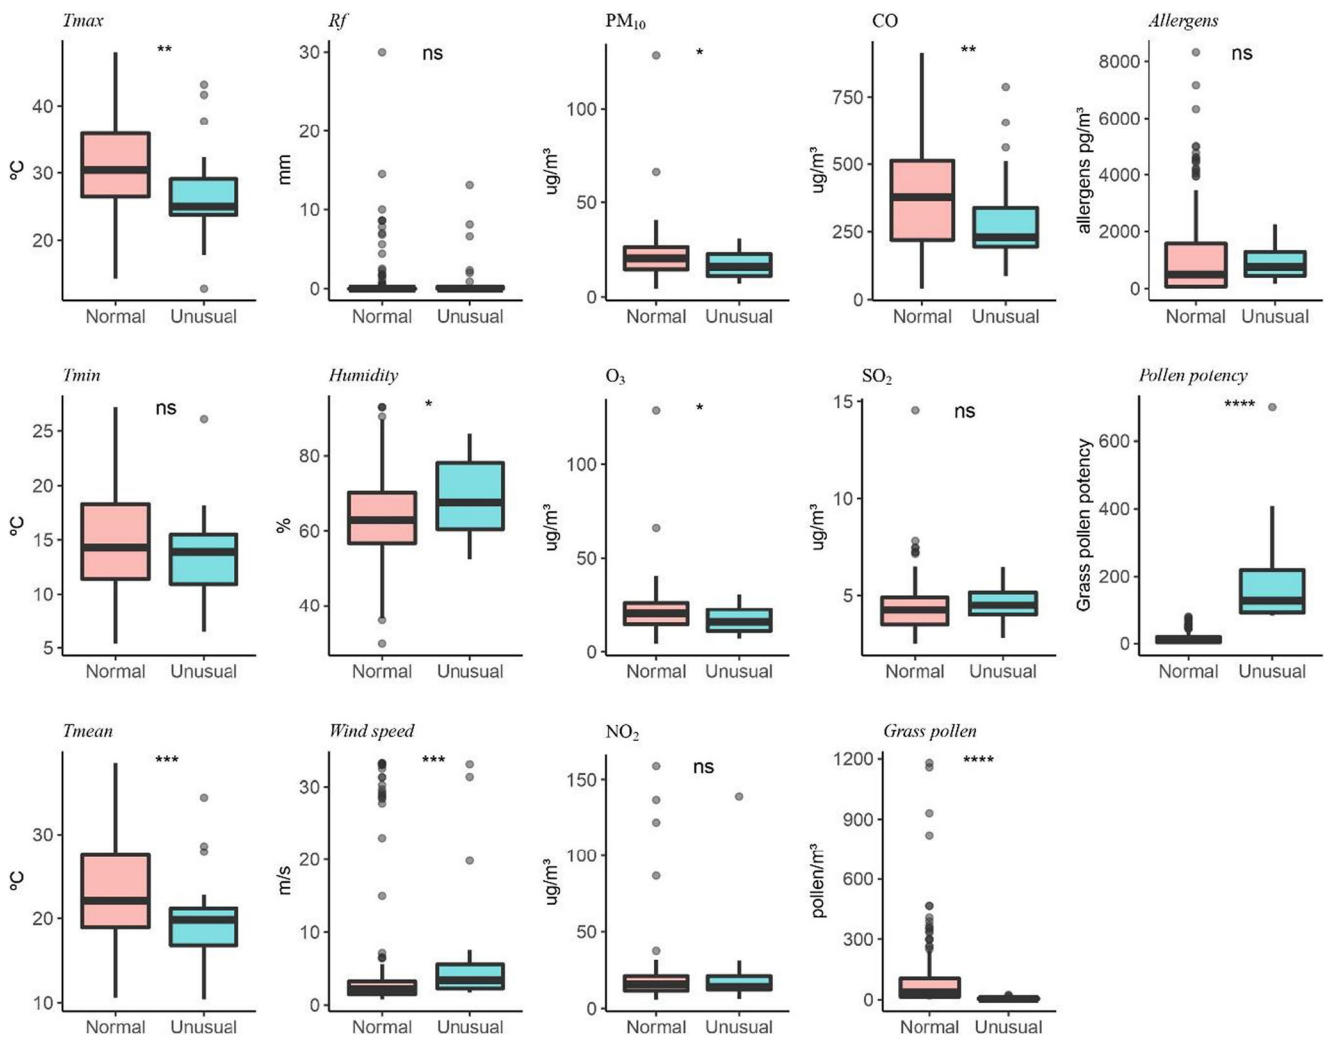 Tmax
**
ºC
40
30
20
Normal Unusual
Rf
ns
mm
30
20
10
0
Normal Unusual
PM10
*
ug/m³
100
50
0
Normal Unusual
CO
**
ug/m³
750
500
250
0
Normal Unusual
Allergens
ns
allergens pg/m³
8000
6000
4000
2000
0
Normal Unusual
Tmin
ns
ºC
25
20
15
10
5
Normal Unusual
Humidity
*
%
80
60
40
Normal Unusual
O3
*
ug/m³
100
50
0
Normal Unusual
SO2
ns
ug/m³
15
10
5
Normal Unusual
Pollen potency
****
Grass pollen potency
600
400
200
0
Normal Unusual
Tmean
***
ºC
30
20
10
Normal Unusual
Wind speed
***
m/s
30
20
10
0
Normal Unusual
NO2
ns
ug/m³
150
100
50
0
Normal Unusual
Grass pollen
****
pollen/m³
1200
900
600
300
0
Normal Unusual